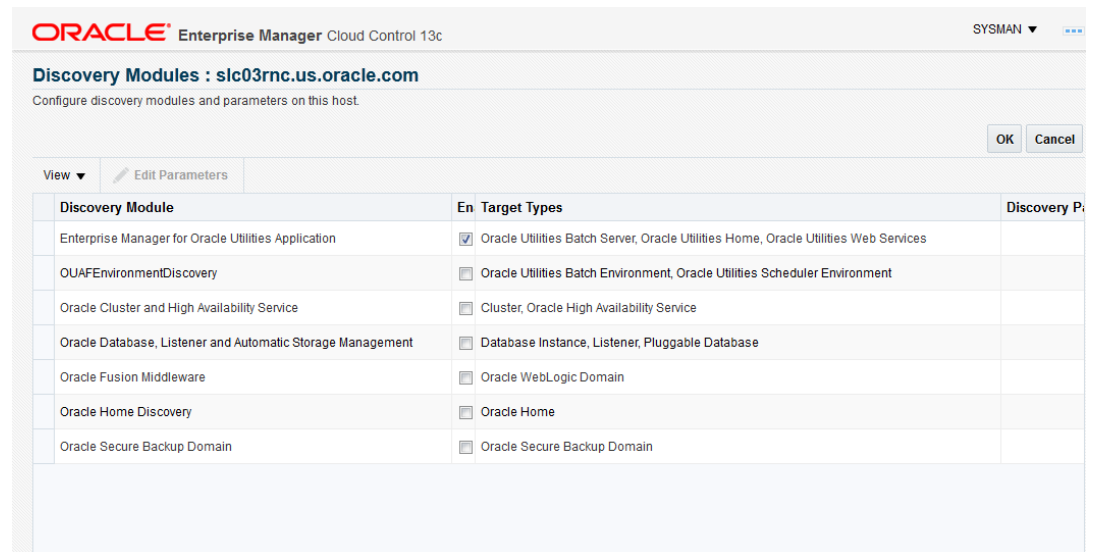 ORACLE Enterprise Manager Cloud Control 13c SYSMAN
Discovery Modules : slc03rnc.us.oracle.com
Configure discovery modules and parameters on this host.
OK Cancel
View Edit Parameters
Discovery Module En Target Types Discovery Pa
Enterprise Manager for Oracle Utilities Application Oracle Utilities Batch Server, Oracle Utilities Home, Oracle Utilities Web Services
OUAFEnvironmentDiscovery Oracle Utilities Batch Environment, Oracle Utilities Scheduler Environment
Oracle Cluster and High Availability Service Cluster, Oracle High Availability Service
Oracle Database, Listener and Automatic Storage Management Database Instance, Listener, Pluggable Database
Oracle Fusion Middleware Oracle WebLogic Domain
Oracle Home Discovery Oracle Home
Oracle Secure Backup Domain Oracle Secure Backup Domain